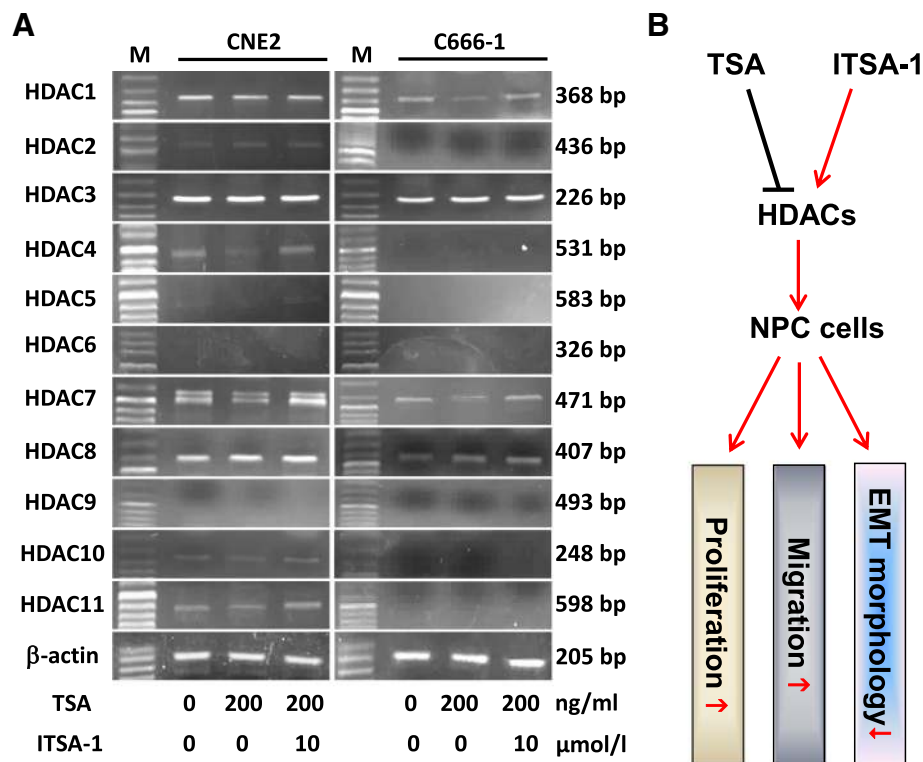 A
B
CNE2
C666-1
M
M
HDAC1
368 bp
HDAC2
436 bp
HDAC3
226 bp
HDAC4
531 bp
HDAC5
583 bp
HDAC6
326 bp
HDAC7
471 bp
HDAC8
407 bp
HDAC9
493 bp
HDAC10
248 bp
HDAC11
598 bp
β-actin
205 bp
TSA 0 200 200 0 200 200 ng/ml
ITSA-1 0 0 10 0 0 10 μmol/l
TSA ITSA-1
HDACs
NPC cells
Proliferation ↑
Migration ↑
EMT morphology ↓